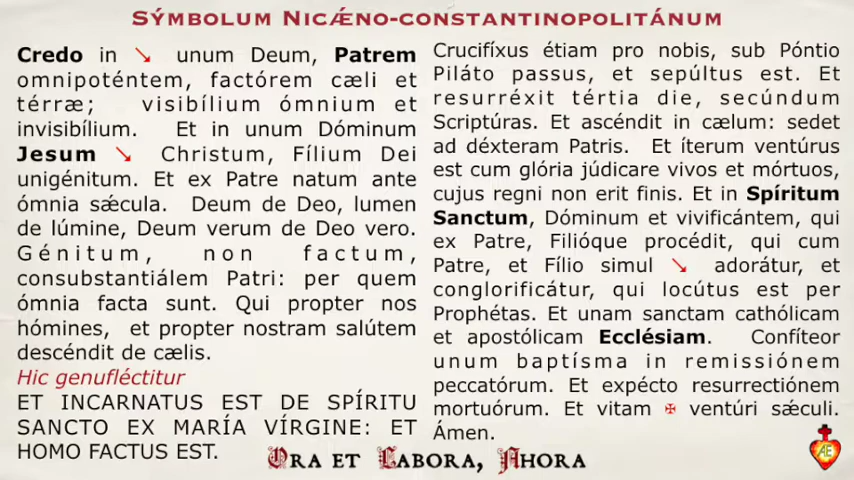 Sýmbolum Nicǽno-constantinopolitánum
Credo in ↘ unum Deum, Patrem
omnipoténtem, factórem cæli et
térræ; visibílium ómnium et
invisibílium. Et in unum Dóminum
Jesum ↘ Christum, Fílium Dei
unigénitum. Et ex Patre natum ante
ómnia sǽcula. Deum de Deo, lumen
de lúmine, Deum verum de Deo vero.
Génitum, non factum,
consubstantiálem Patri: per quem
ómnia facta sunt. Qui propter nos
hómines, et propter nostram salútem
descéndit de cælis.
Hic genufléctitur
ET INCARNATUS EST DE SPÍRITU
SANCTO EX MARÍA VÍRGINE: ET
HOMO FACTUS EST.
Crucifíxus étiam pro nobis, sub Póntio
Piláto passus, et sepúltus est. Et
resurréxit tértia die, secúndum
Scriptúras. Et ascéndit in cælum: sedet
ad déxteram Patris. Et íterum ventúrus
est cum glória júdicare vivos et mórtuos,
cujus regni non erit finis. Et in Spíritum
Sanctum, Dóminum et vivificántem, qui
ex Patre, Filióque procédit, qui cum
Patre, et Fílio simul ↘ adorátur, et
conglorificátur, qui locútus est per
Prophétas. Et unam sanctam cathólicam
et apostólicam Ecclésiam. Confíteor
unum baptísma in remissiónem
peccatórum. Et expécto resurrectiónem
mortuórum. Et vitam ✠ ventúri sǽculi.
Ámen.
Ora et Labora, Ahora
Æ